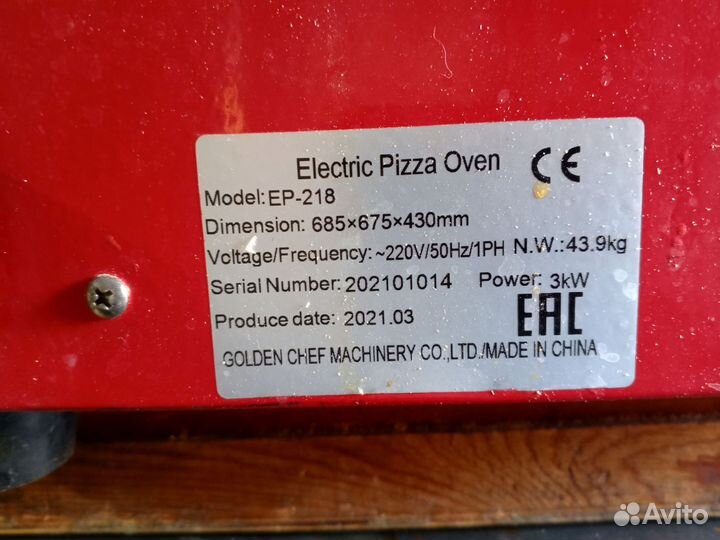 Electric Pizza Oven CE
Model:EP-218
Dimension: 685×675×430mm
Voltage/Frequency:~220V/50Hz/1PH N.W.:43.9kg
Serial Number: 202101014 Power: 3kW
Produce date: 2021.03 EAC
GOLDEN CHEF MACHINERY CO.,LTD./MADE IN CHINA
Avito